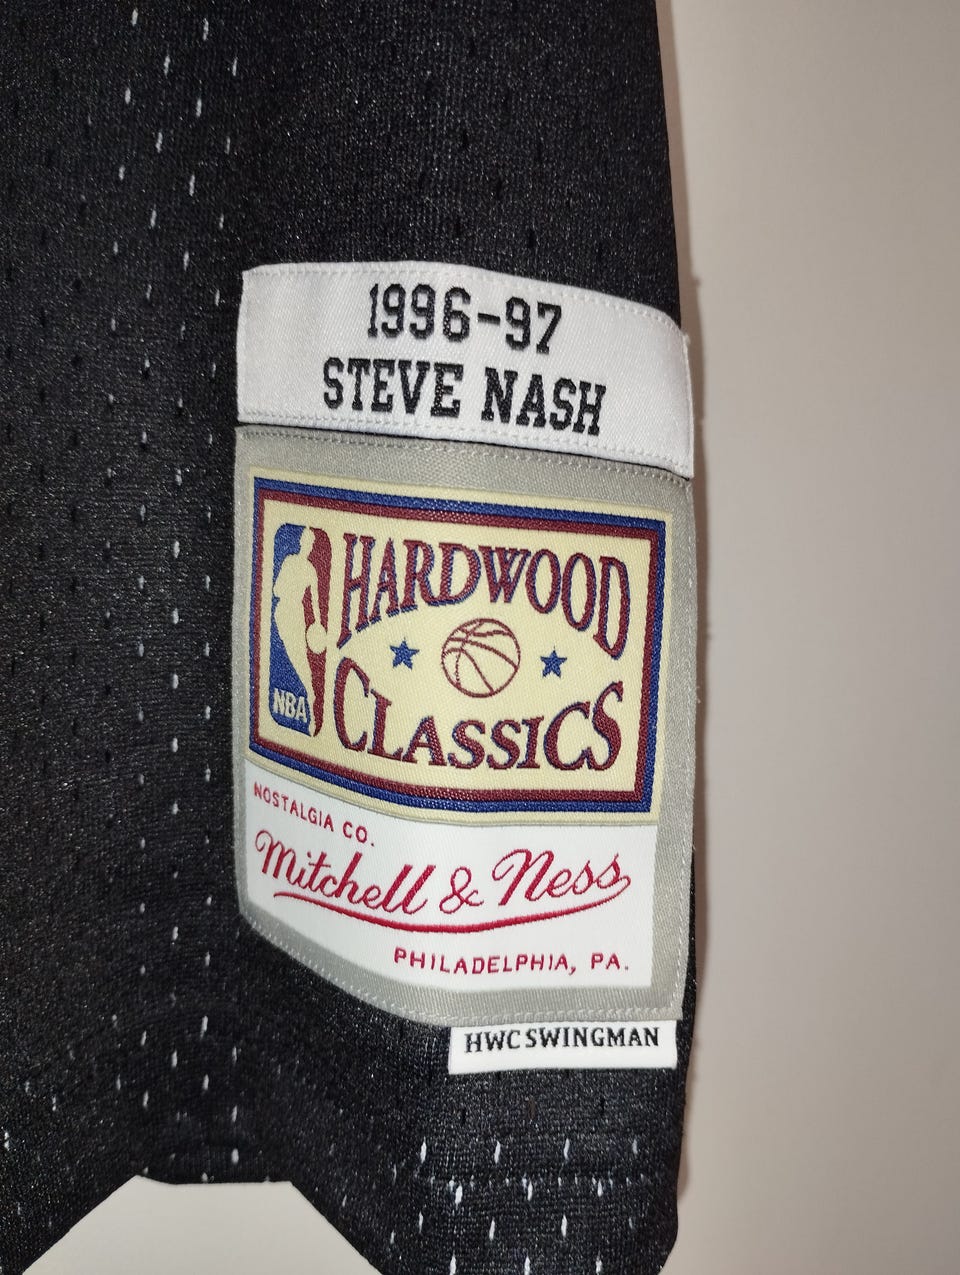 1996-97
STEVE NASH
HARDWOOD
CLASSICS
NBA
NOSTALGIA CO.
Mitchell & Ness
PHILADELPHIA, PA.
HWC SWINGMAN